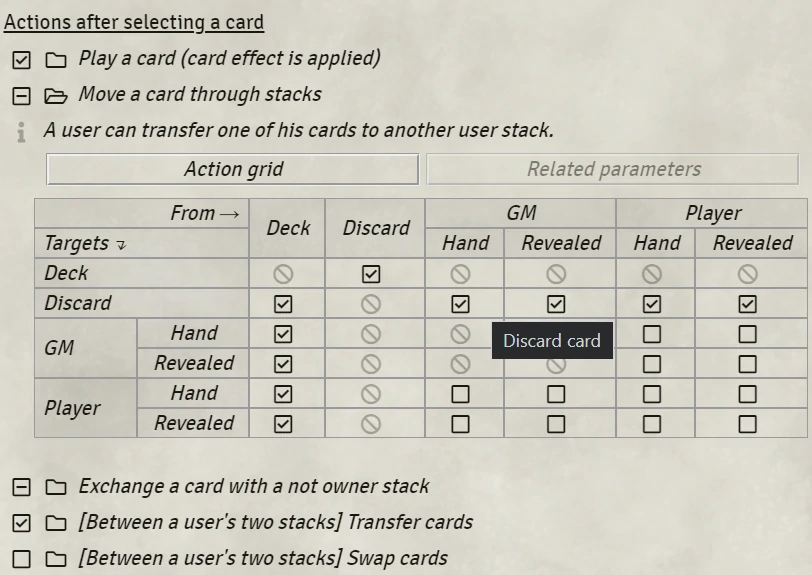 Actions after selecting a card
Play a card (card effect is applied)
Move a card through stacks
A user can transfer one of his cards to another user stack.
Action grid
Related parameters
From →
Targets ↴
Deck
Discard
GM
Player
Hand
Revealed
Hand
Revealed
Deck
Discard
GM
Hand
Revealed
Player
Hand
Revealed
Discard card
Exchange a card with a not owner stack
[Between a user's two stacks] Transfer cards
[Between a user's two stacks] Swap cards